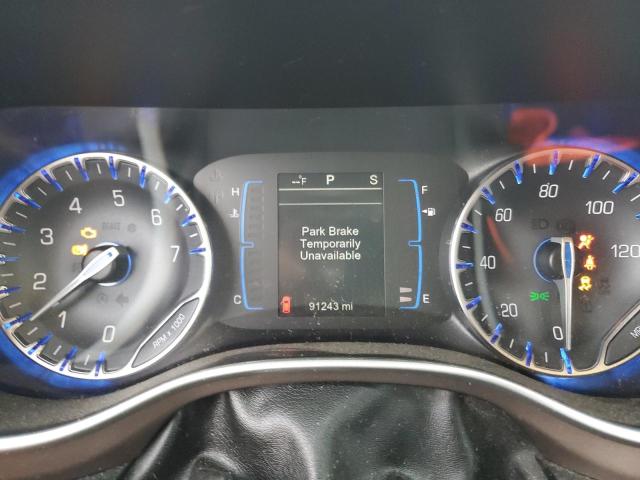 --°F P S
H F
Park Brake
Temporarily
Unavailable
C E
91243 mi
0 1 2 3 4 5 6 7
RPM x 1000
0 20 40 60 80 100 120